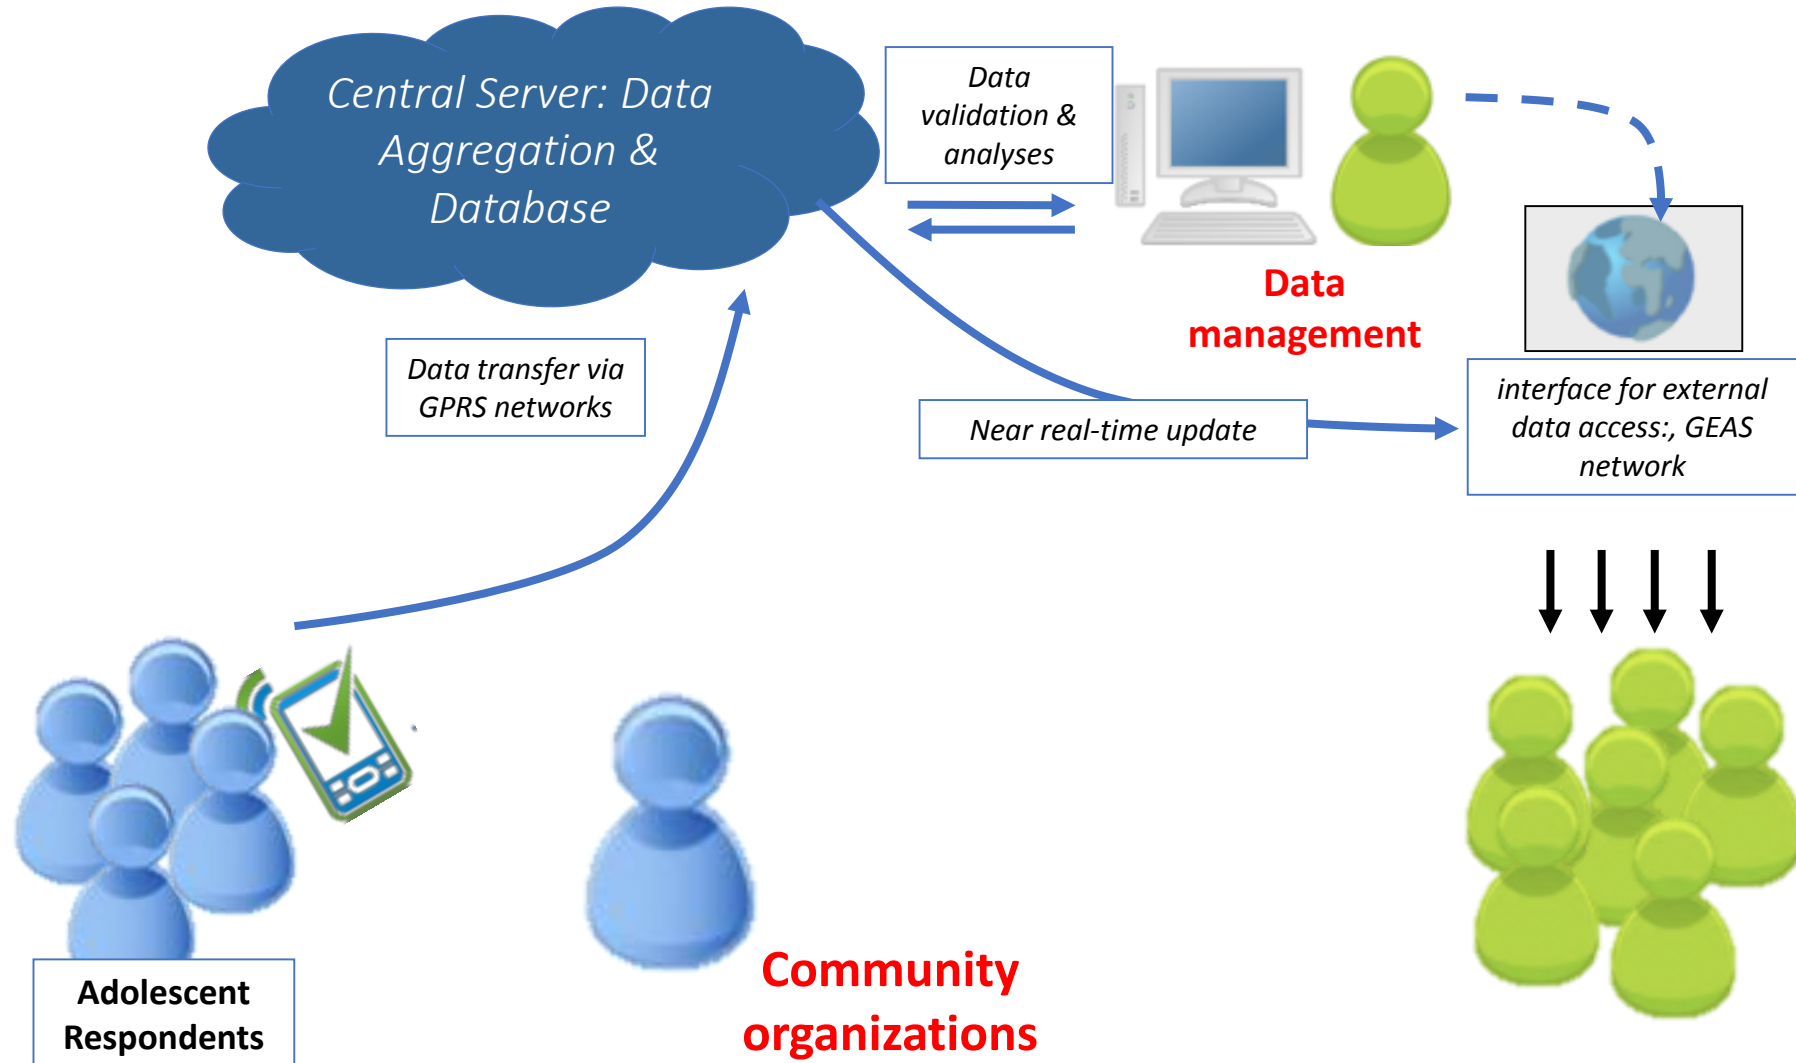 Central Server: Data
Aggregation &
Database
Data
validation &
analyses
Data
management
Data transfer via
GPRS networks
Near real-time update
interface for external
data access:, GEAS
network
Adolescent
Respondents
Community
organizations